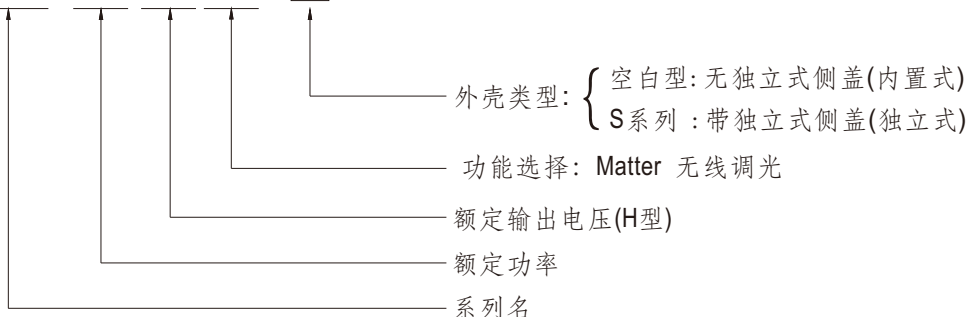 外壳类型:
空白型: 无独立式侧盖(内置式)
S系列 : 带独立式侧盖(独立式)
功能选择: Matter 无线调光
额定输出电压(H型)
额定功率
系列名